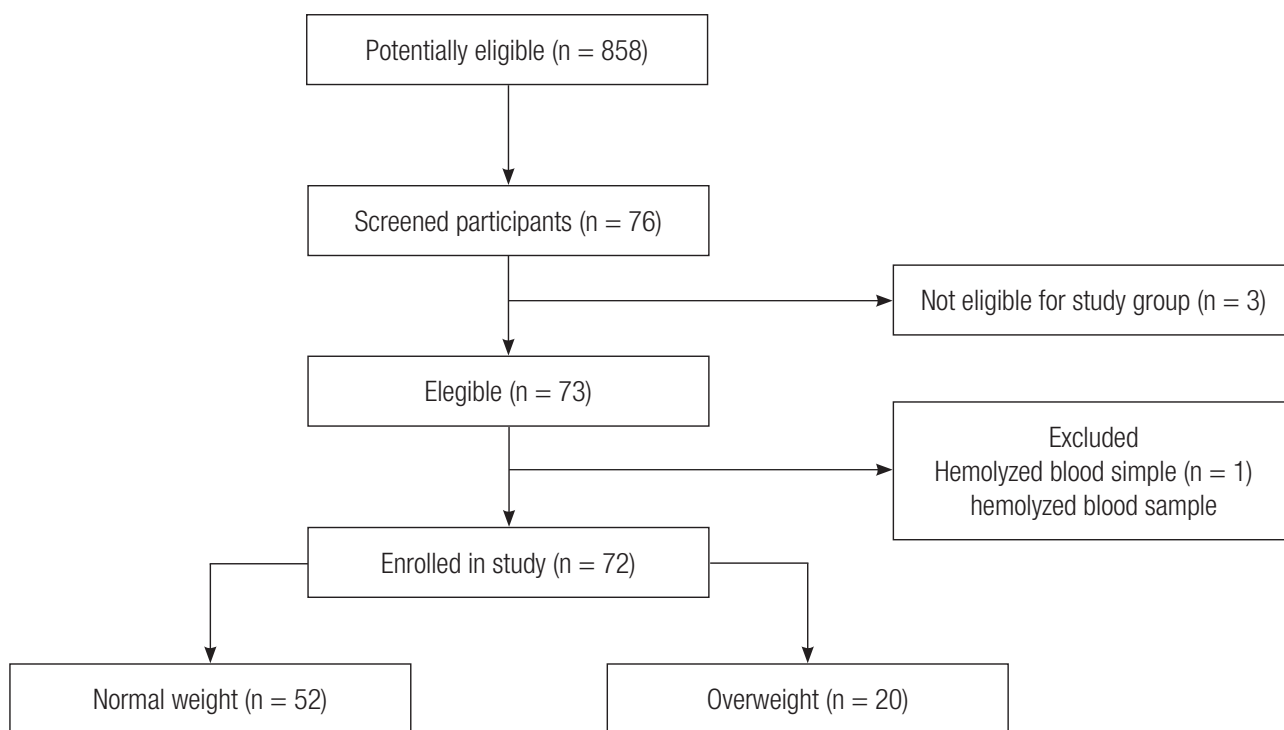 Potentially eligible (n = 858)
Screened participants (n = 76)
Not eligible for study group (n = 3)
Elegible (n = 73)
Excluded
Hemolyzed blood simple (n = 1)
hemolyzed blood sample
Enrolled in study (n = 72)
Normal weight (n = 52)
Overweight (n = 20)